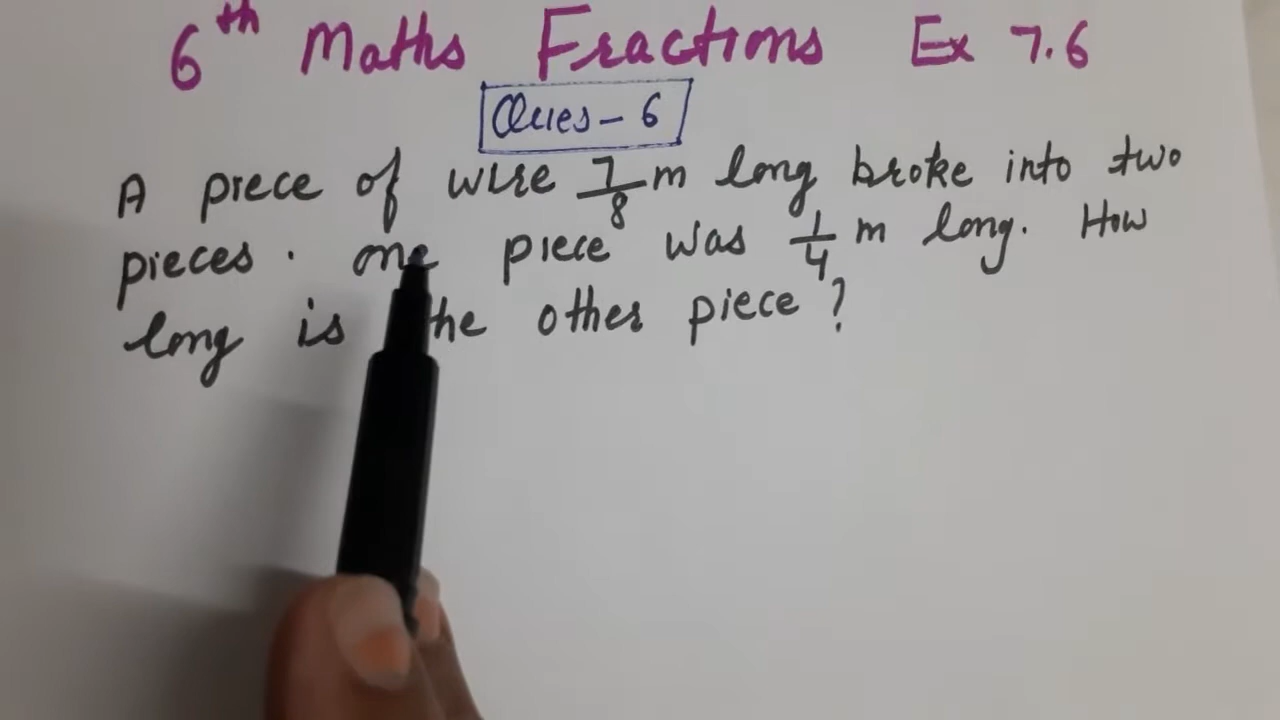 6th Maths Fractions Ex 7.6
Ques - 6
A piece of wire 7/8 m long broke into two
pieces. one piece was 1/4 m long. How
long is the other piece?